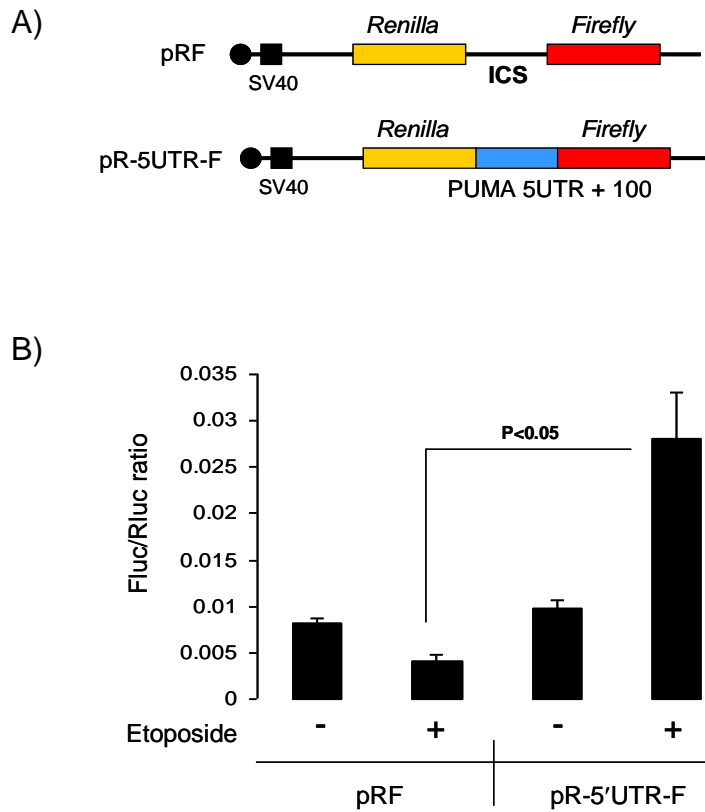 A)
Renilla Firefly
pRF
SV40
ICS
Renilla Firefly
pR-5UTR-F
SV40
PUMA 5UTR + 100
B)
0.035
0.03
0.025
0.02
0.015
0.01
0.005
0
Fluc/Rluc ratio
P<0.05
Etoposide - + - +
pRF pR-5′UTR-F